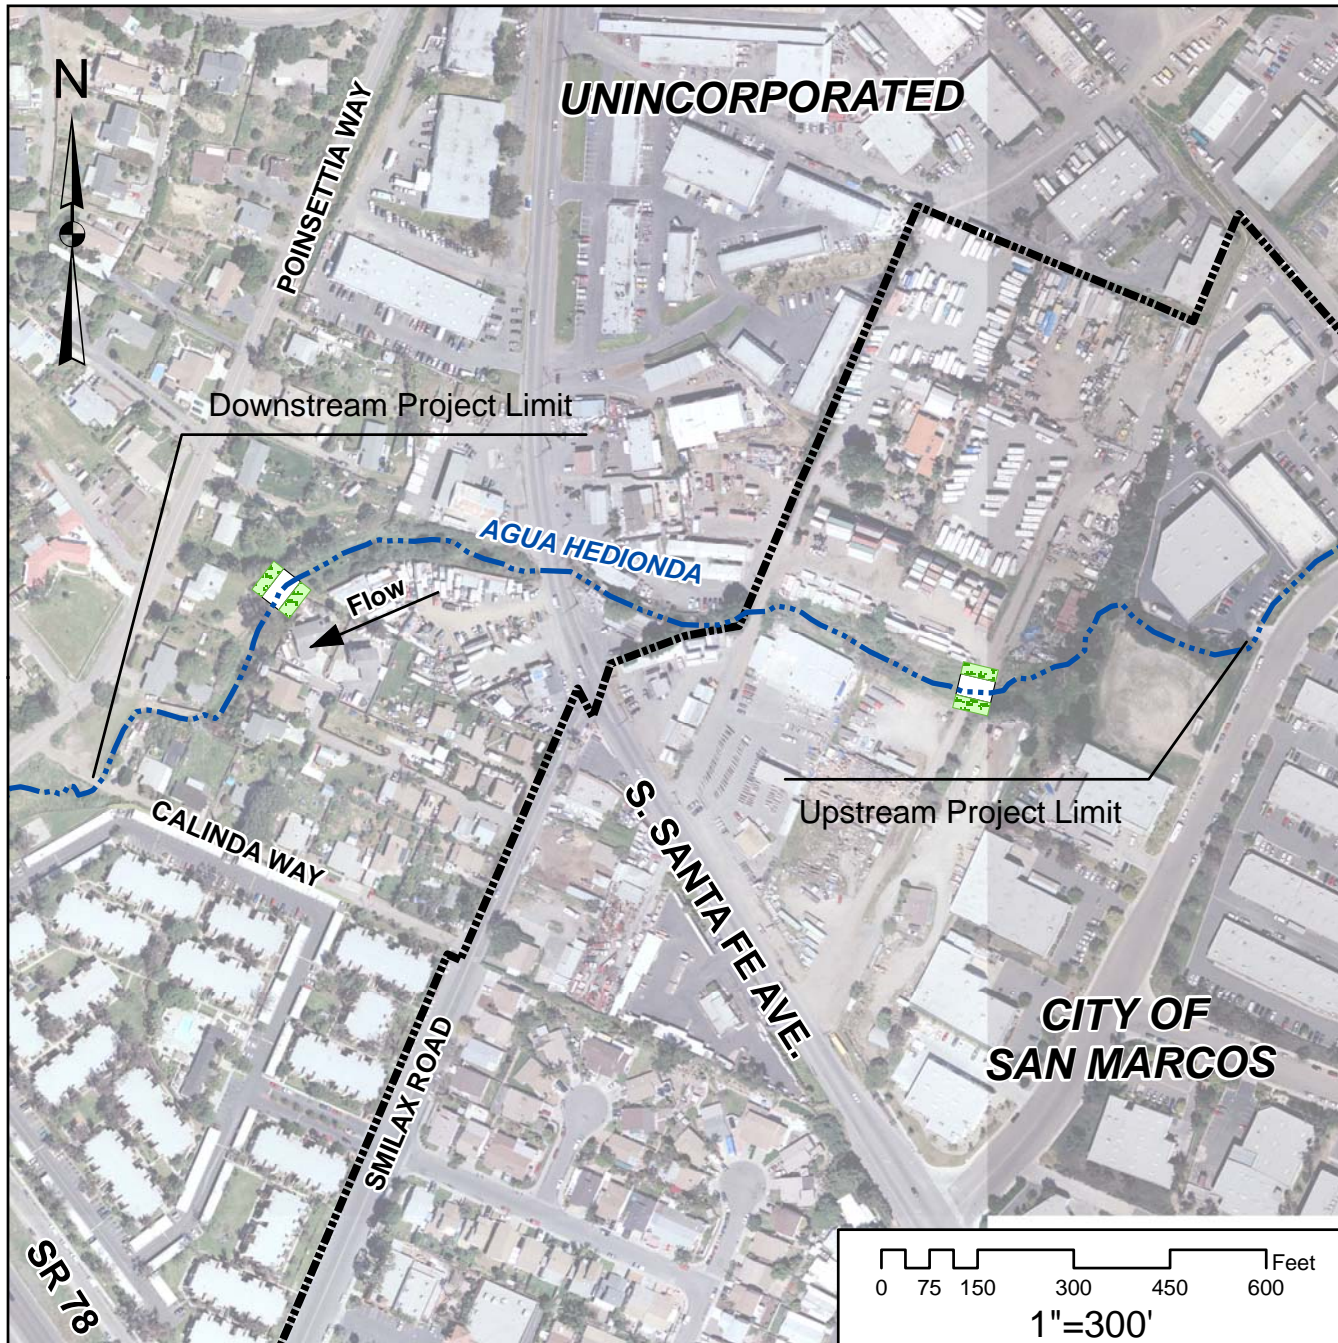 N
UNINCORPORATED
POINSETTIA WAY
Downstream Project Limit
AGUA HEDIONDA
Flow
Upstream Project Limit
CALINDA WAY
S. SANTA FE AVE.
SMILAX ROAD
CITY OF
SAN MARCOS
SR 78
Feet
0 75 150 300 450 600
1"=300'